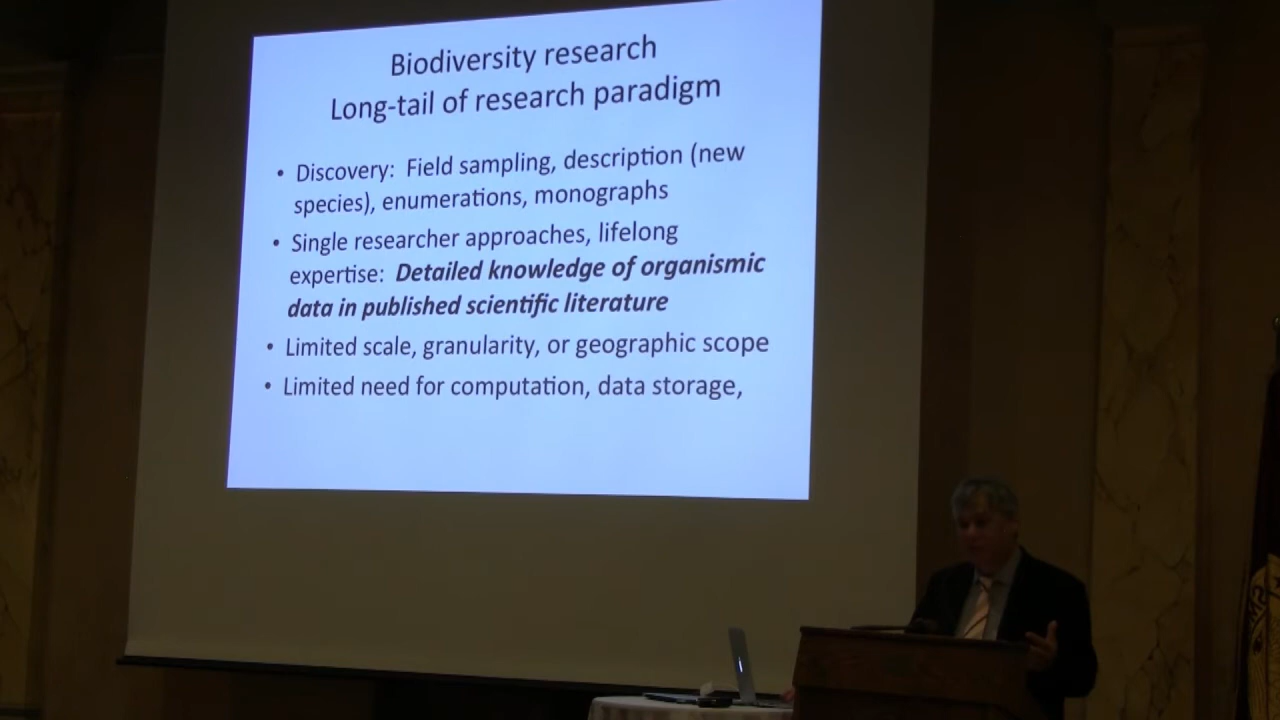 Biodiversity research
Long-tail of research paradigm
• Discovery: Field sampling, description (new
species), enumerations, monographs
• Single researcher approaches, lifelong
expertise: Detailed knowledge of organismic
data in published scientific literature
• Limited scale, granularity, or geographic scope
• Limited need for computation, data storage,